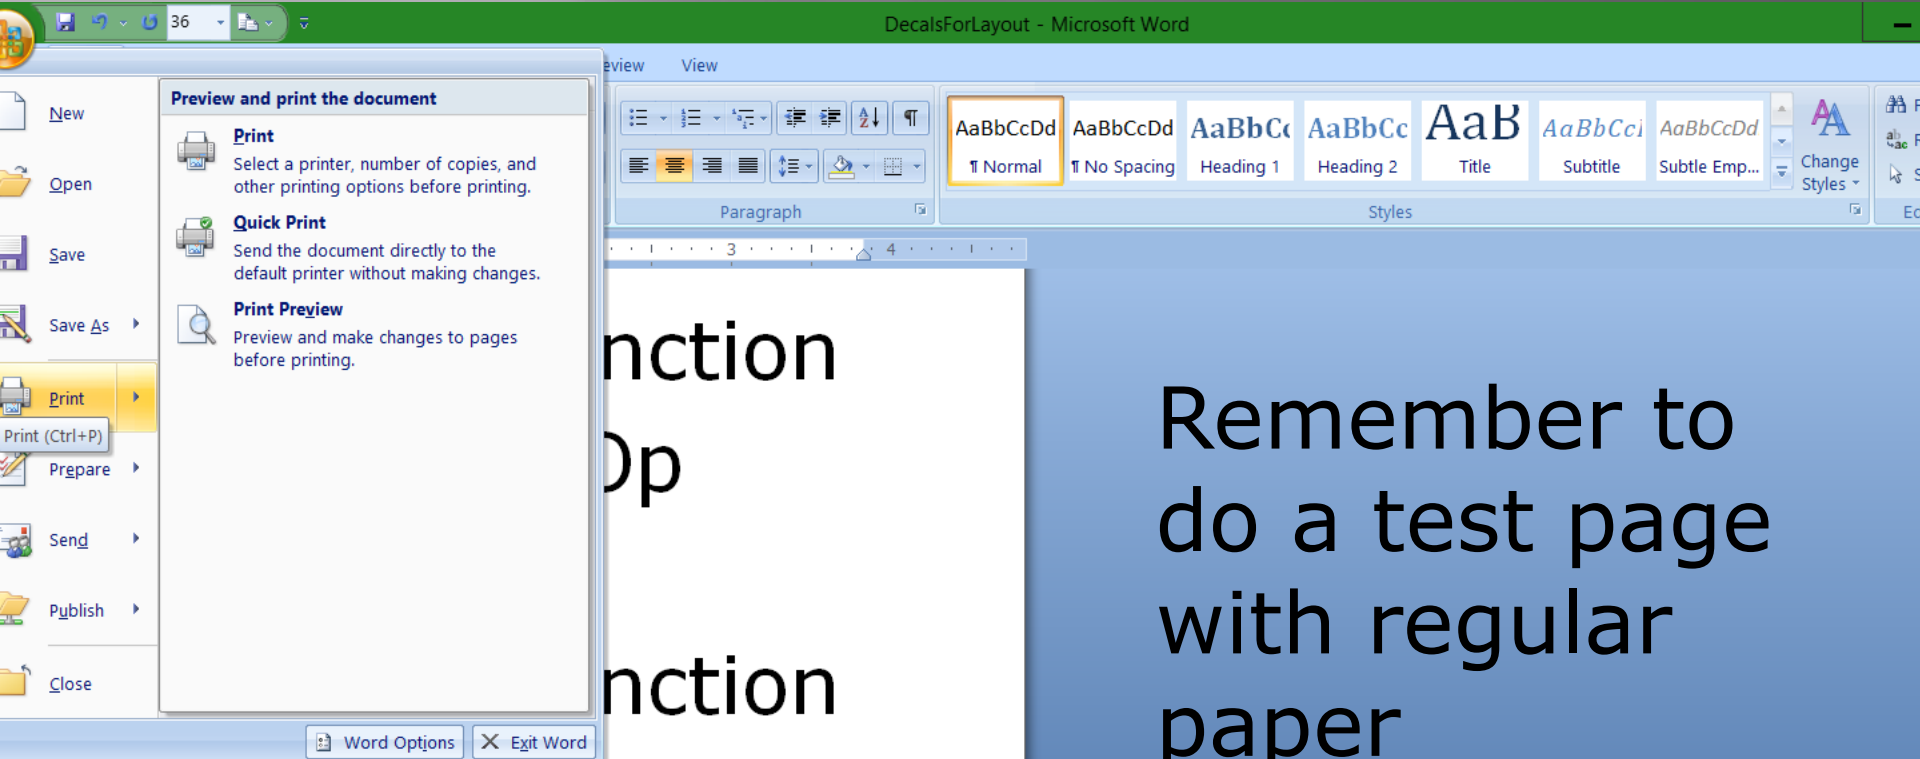 36
DecalsForLayout - Microsoft Word
eview View
New
Open
Save
Save As
Print
Print (Ctrl+P)
Prepare
Send
Publish
Close
Preview and print the document
Print
Select a printer, number of copies, and
other printing options before printing.
Quick Print
Send the document directly to the
default printer without making changes.
Print Preview
Preview and make changes to pages
before printing.
Word Options
Exit Word
Paragraph
AaBbCcDd AaBbCcDd AaBbCc AaBbCc AaB AaBbCcl AaBbCcDd
¶ Normal ¶ No Spacing Heading 1 Heading 2 Title Subtitle Subtle Emp...
Change
Styles
Styles
3 4
nction
Op
nction
Remember to
do a test page
with regular
paper